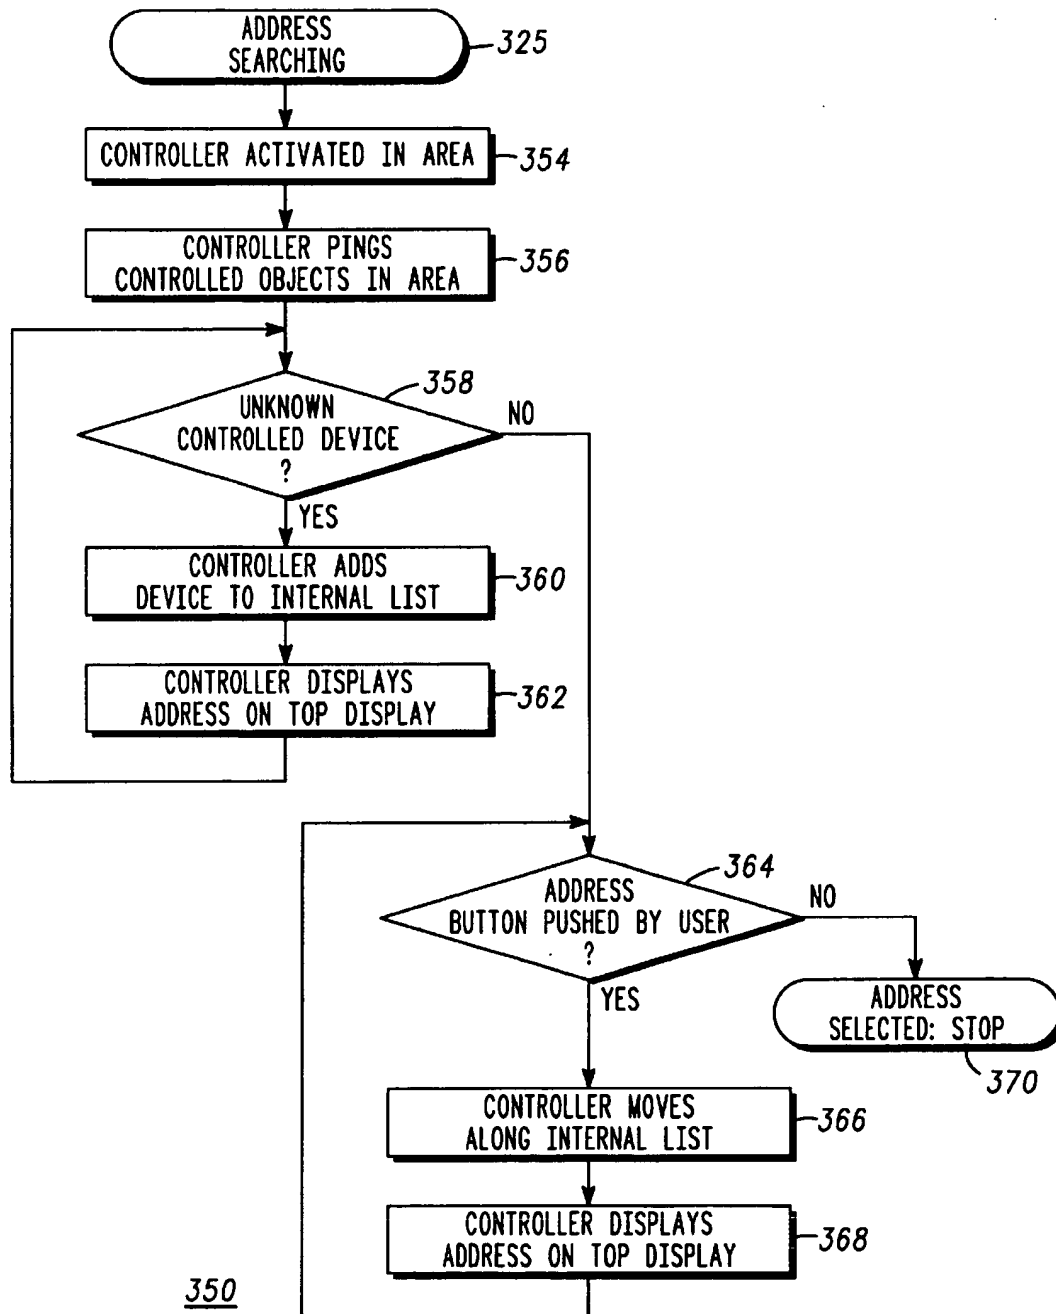 ADDRESS
SEARCHING
325
CONTROLLER ACTIVATED IN AREA
354
CONTROLLER PINGS
CONTROLLED OBJECTS IN AREA
356
358
UNKNOWN
CONTROLLED DEVICE
?
NO
YES
CONTROLLER ADDS
DEVICE TO INTERNAL LIST
360
CONTROLLER DISPLAYS
ADDRESS ON TOP DISPLAY
362
364
ADDRESS
BUTTON PUSHED BY USER
?
NO
YES
ADDRESS
SELECTED: STOP
370
CONTROLLER MOVES
ALONG INTERNAL LIST
366
CONTROLLER DISPLAYS
ADDRESS ON TOP DISPLAY
368
350